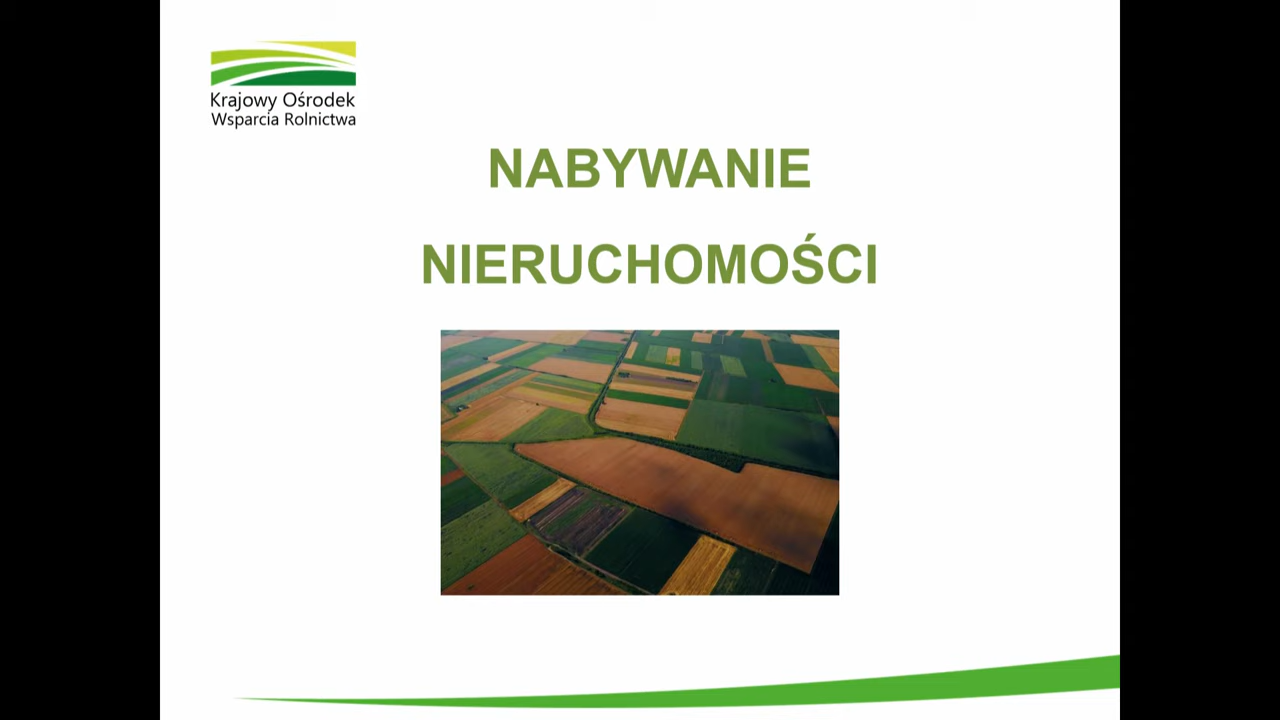 Krajowy Ośrodek
Wsparcia Rolnictwa
NABYWANIE
NIERUCHOMOŚCI